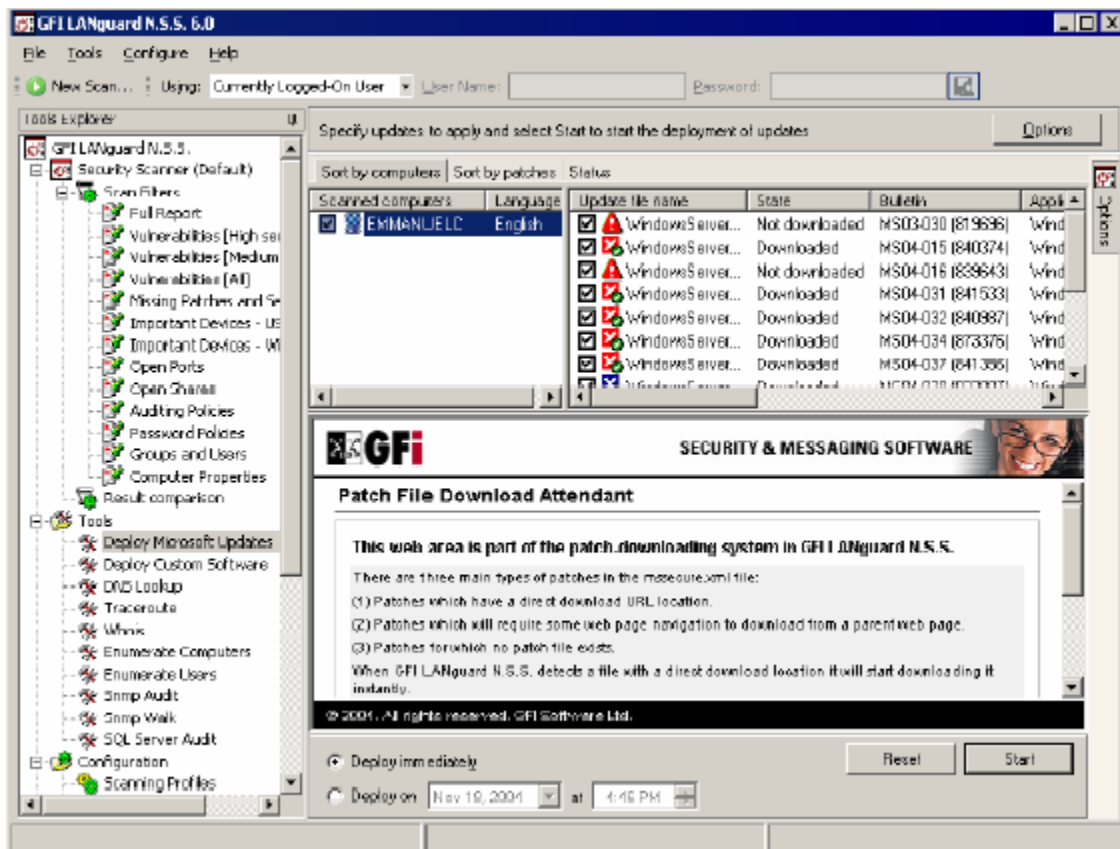 GFI LANguard N.S.S. 6.0
File Tools Configure Help
New Scan... Using: Currently Logged-On User User Name: Password:
Tools Explorer
GFI LANguard N.S.S.
Security Scanner (Default)
Scan Filters
Full Report
Vulnerabilities [High sec
Vulnerabilities [Medium
Vulnerabilities [All]
Missing Patches and Se
Important Devices - US
Important Devices - Wi
Open Ports
Open Shares
Auditing Policies
Password Policies
Groups and Users
Computer Properties
Result comparison
Tools
Deploy Microsoft Updates
Deploy Custom Software
DNS Lookup
Traceroute
Whois
Enumerate Computers
Enumerate Users
Snmp Audit
Snmp Walk
SQL Server Audit
Configuration
Scanning Profiles
Specify updates to apply and select Start to start the deployment of updates
Options
Sort by computers Sort by patches Status
Scanned computers Language
EMMANUELC English
Update file name State Bulletin Appli
WindowsServer... Not downloaded MS03-030 (819696) Wind
WindowsServer... Downloaded MS04-015 (840374) Wind
WindowsServer... Not downloaded MS04-016 (839643) Wind
WindowsServer... Downloaded MS04-031 (841533) Wind
WindowsServer... Downloaded MS04-032 (840987) Wind
WindowsServer... Downloaded MS04-034 (873376) Wind
WindowsServer... Downloaded MS04-037 (841356) Wind
Options
GFi SECURITY & MESSAGING SOFTWARE
Patch File Download Attendant
This web area is part of the patch downloading system in GFI LANguard N.S.S.
There are three main types of patches in the mssecure.xml file:
(1) Patches which have a direct download URL location.
(2) Patches which will require some web page navigation to download from a parent web page.
(3) Patches for which no patch file exists.
When GFI LANguard N.S.S. detects a file with a direct download location it will start downloading it
instantly.
© 2004. All rights reserved. GFI Software Ltd.
Deploy immediately
Reset Start
Deploy on Nov 19, 2004 at 4:46 PM